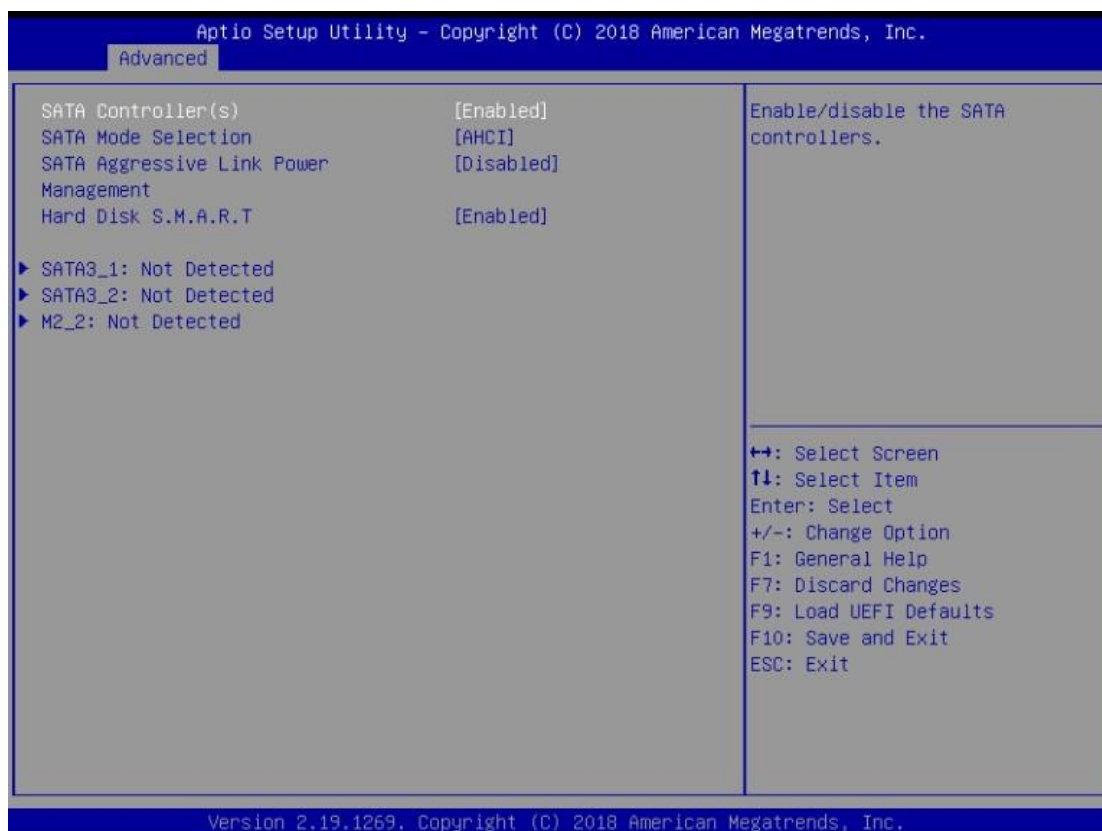 Aptio Setup Utility – Copyright (C) 2018 American Megatrends, Inc.
Advanced
SATA Controller(s) [Enabled]
SATA Mode Selection [AHCI]
SATA Aggressive Link Power [Disabled]
Management
Hard Disk S.M.A.R.T [Enabled]
▶ SATA3_1: Not Detected
▶ SATA3_2: Not Detected
▶ M2_2: Not Detected
Enable/disable the SATA
controllers.
↔: Select Screen
↑↓: Select Item
Enter: Select
+/-: Change Option
F1: General Help
F7: Discard Changes
F9: Load UEFI Defaults
F10: Save and Exit
ESC: Exit
Version 2.19.1269. Copyright (C) 2018 American Megatrends, Inc.